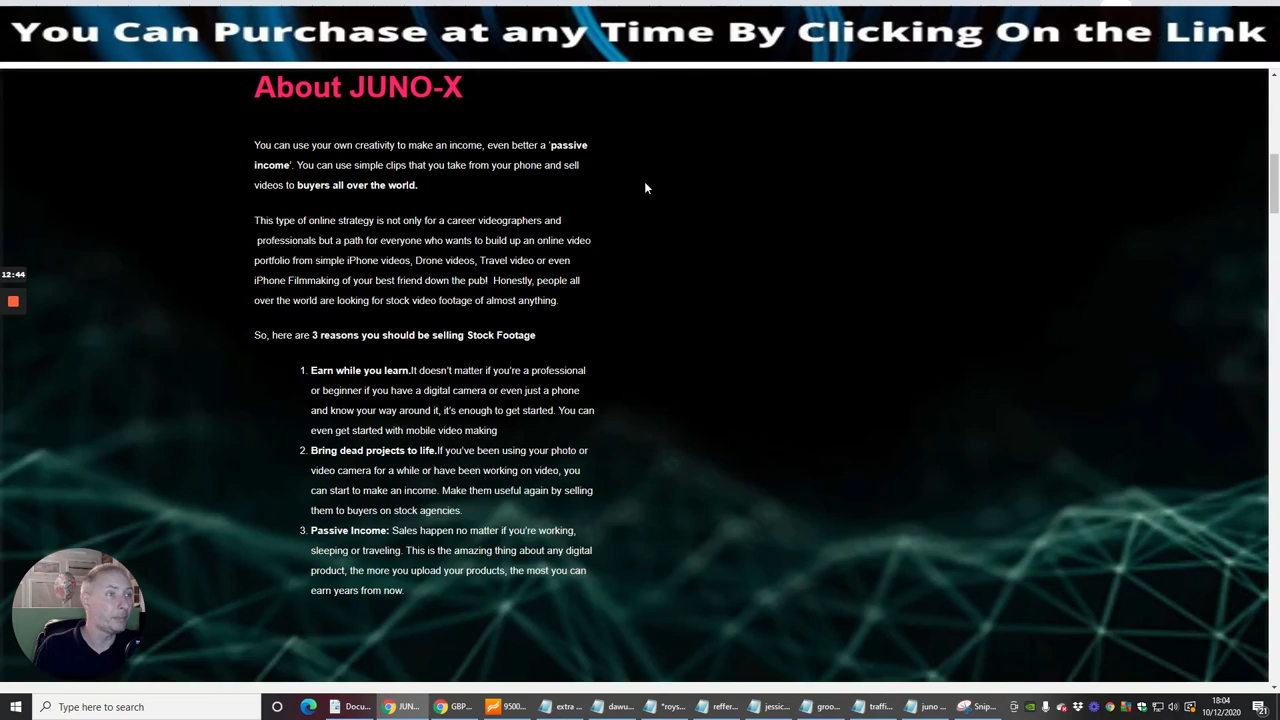 You Can Purchase at any Time By Clicking On the Link
About JUNO-X
You can use your own creativity to make an income, even better a 'passive
income'. You can use simple clips that you take from your phone and sell
videos to buyers all over the world.
This type of online strategy is not only for a career videographers and
professionals but a path for everyone who wants to build up an online video
portfolio from simple iPhone videos, Drone videos, Travel video or even
iPhone Filmmaking of your best friend down the pub! Honestly, people all
over the world are looking for stock video footage of almost anything.
So, here are 3 reasons you should be selling Stock Footage
1. Earn while you learn.It doesn't matter if you're a professional
or beginner if you have a digital camera or even just a phone
and know your way around it, it's enough to get started. You can
even get started with mobile video making
2. Bring dead projects to life.If you've been using your photo or
video camera for a while or have been working on video, you
can start to make an income. Make them useful again by selling
them to buyers on stock agencies.
3. Passive Income: Sales happen no matter if you're working,
sleeping or traveling. This is the amazing thing about any digital
product, the more you upload your products, the most you can
earn years from now.
12:44
Type here to search
Docu...
JUN...
GBP...
9500...
extra ...
dawu...
*roys...
reffer...
jessic...
groo...
traffi...
juno ...
Snip...
18:04
10/12/2020